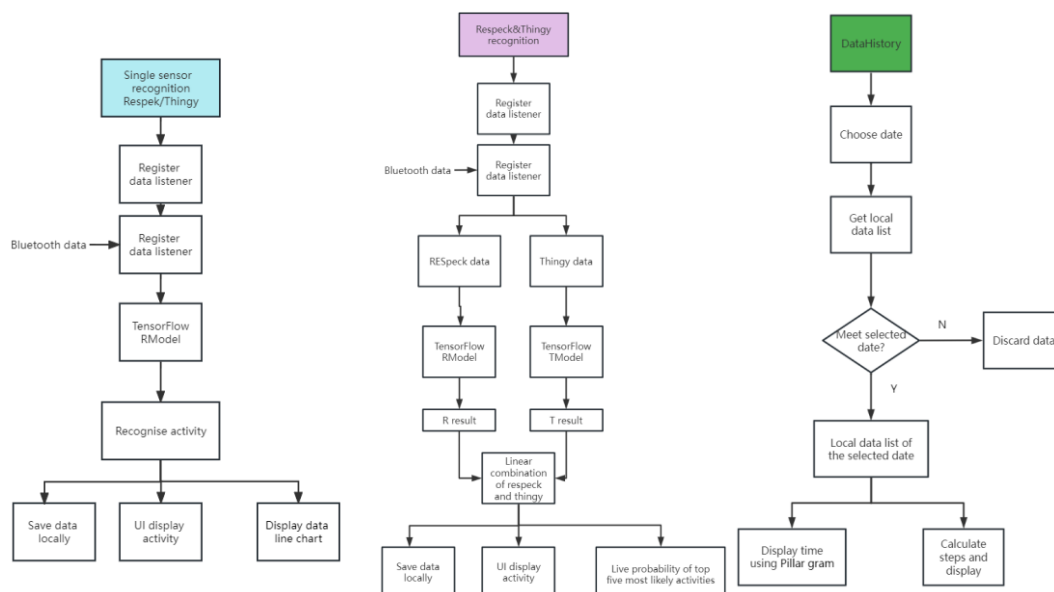 Single sensor
recognition
Respek/Thingy
Register
data listener
Bluetooth data
Register
data listener
TensorFlow
RModel
Recognise activity
Save data
locally
UI display
activity
Display data
line chart
Respeck&Thingy
recognition
Register
data listener
Bluetooth data
Register
data listener
RESpeck data
Thingy data
TensorFlow
RModel
TensorFlow
TModel
R result
T result
Linear
combination
of respeck
and thingy
Save data
locally
UI display
activity
Live probability of top
five most likely activities
DataHistory
Choose date
Get local
data list
Meet selected
date?
N
Discard data
Y
Local data list of
the selected date
Display time
using Pillar gram
Calculate
steps and
display